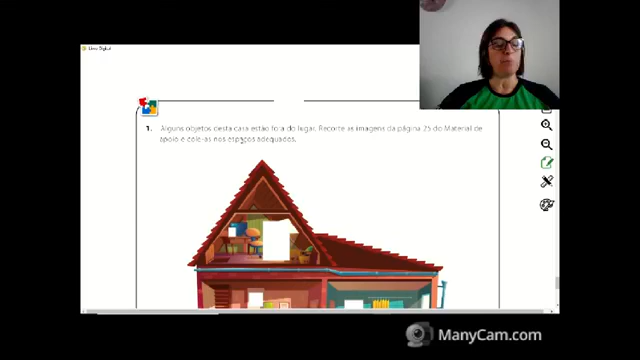 Livro Digital
1. Alguns objetos desta casa estão fora do lugar. Recorte as imagens da página 25 do Material de
apoio e cole-as nos espaços adequados.
ManyCam.com